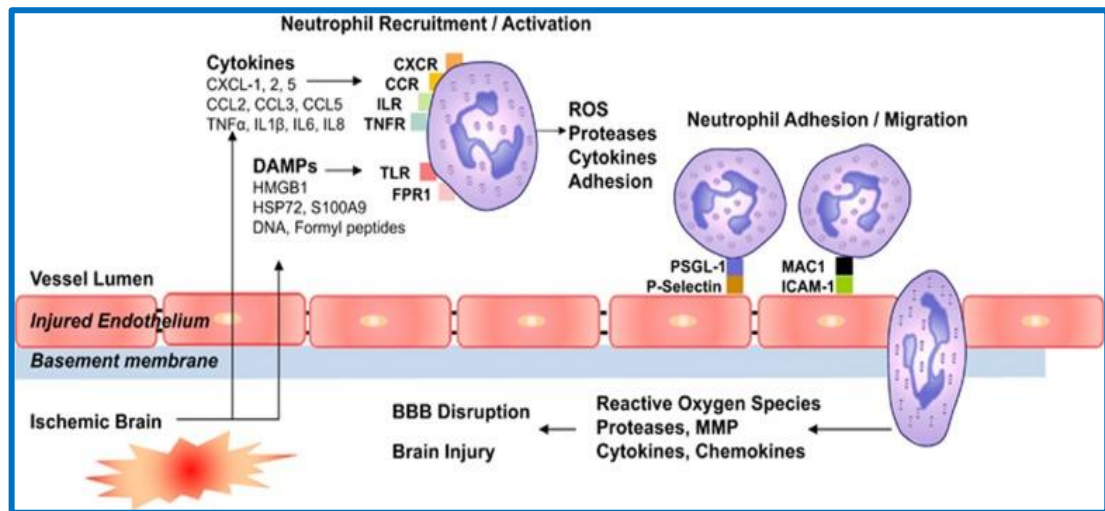 Neutrophil Recruitment / Activation
Cytokines
CXCL-1, 2, 5
CCL2, CCL3, CCL5
TNFα, IL1β, IL6, IL8
CXCR
CCR
ILR
TNFR
DAMPs
HMGB1
HSP72, S100A9
DNA, Formyl peptides
TLR
FPR1
ROS
Proteases
Cytokines
Adhesion
Neutrophil Adhesion / Migration
PSGL-1
P-Selectin
MAC1
ICAM-1
Vessel Lumen
Injured Endothelium
Basement membrane
Ischemic Brain
BBB Disruption
Brain Injury
Reactive Oxygen Species
Proteases, MMP
Cytokines, Chemokines